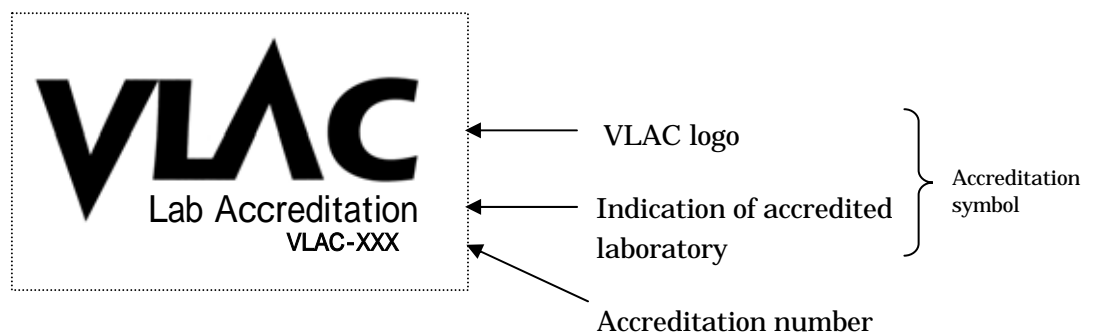 VLAC
Lab Accreditation
VLAC-XXX
VLAC logo
Indication of accredited
laboratory
Accreditation number
Accreditation
symbol